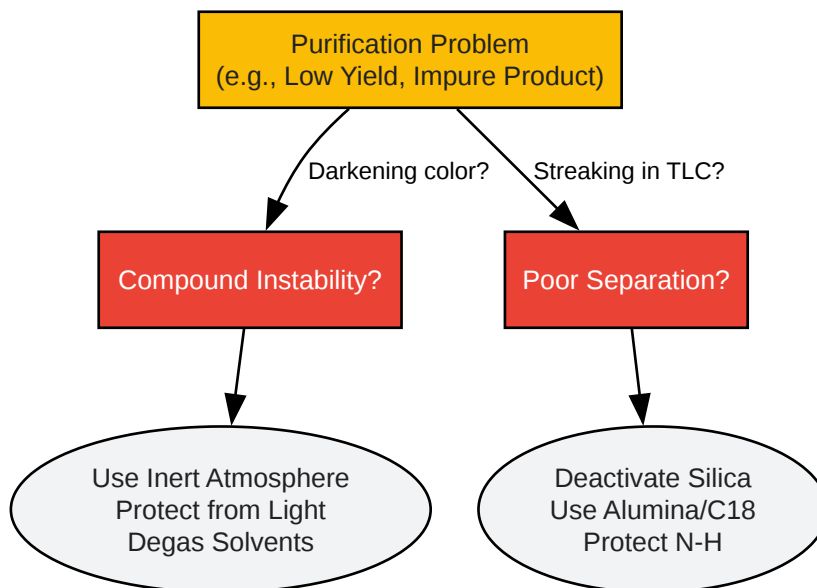 Purification Problem
(e.g., Low Yield, Impure Product)
Darkening color?
Streaking in TLC?
Compound Instability?
Poor Separation?
Use Inert Atmosphere
Protect from Light
Degas Solvents
Deactivate Silica
Use Alumina/C18
Protect N-H